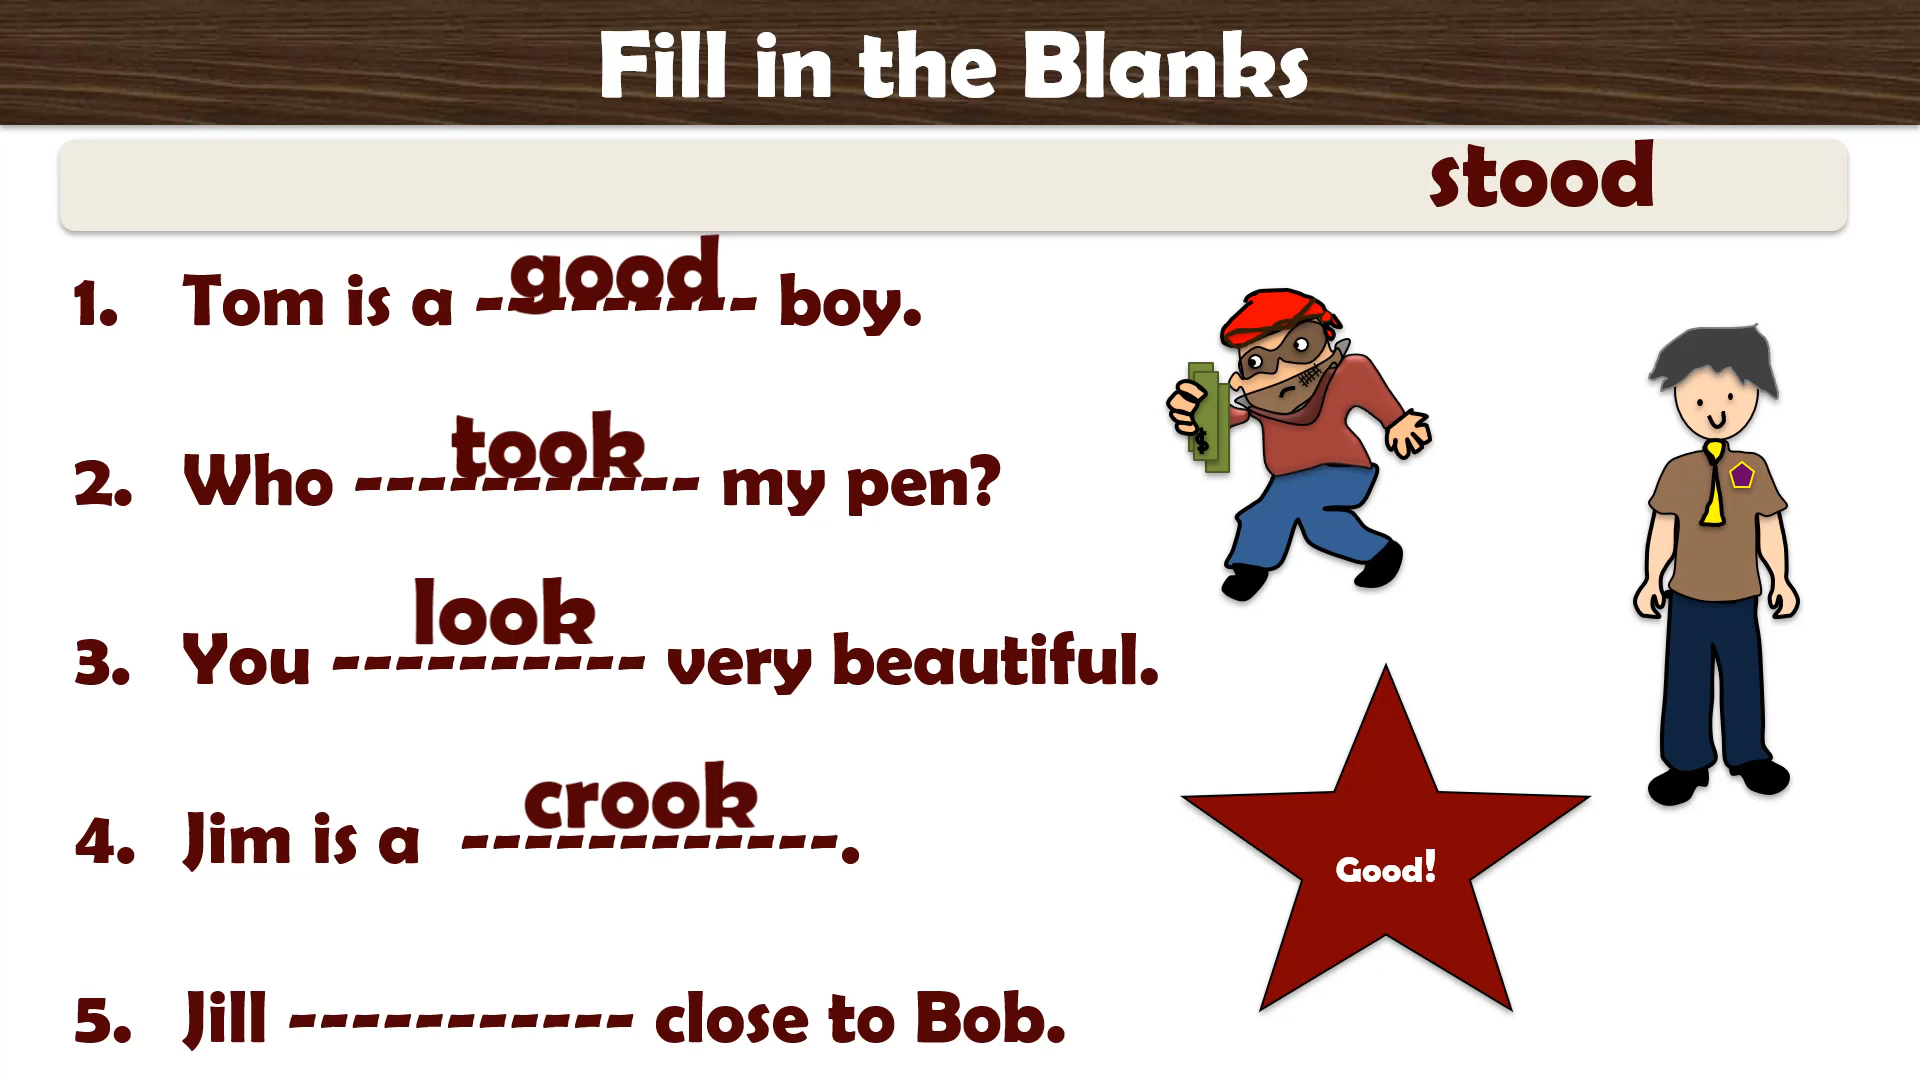 Fill in the Blanks
stood
1. Tom is a --------- good boy.
2. Who ----------- took my pen?
3. You ---------- look very beautiful.
4. Jim is a ------------ crook.
5. Jill ----------- close to Bob.
$
Good!